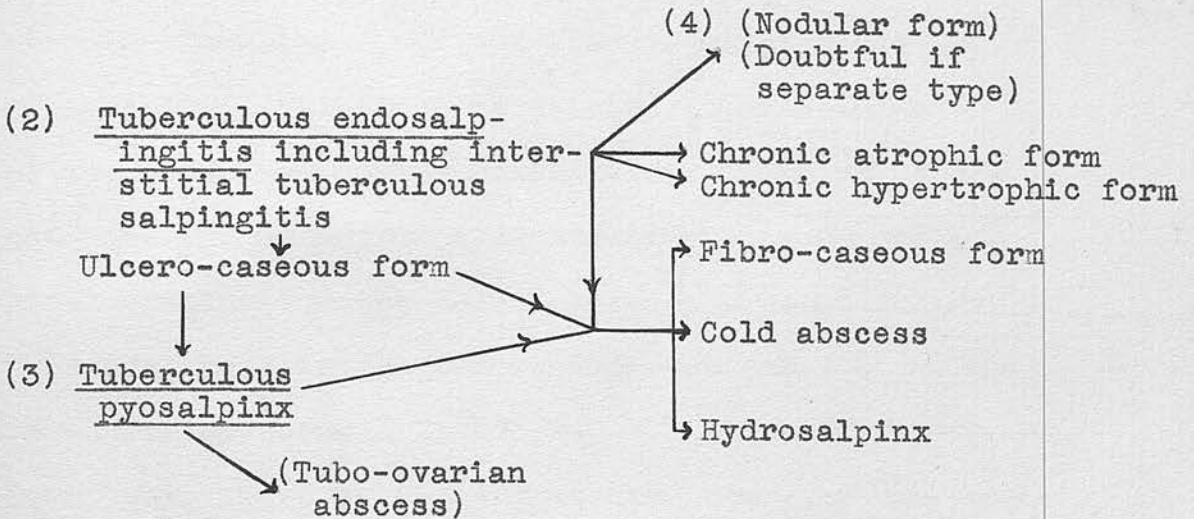 (4) (Nodular form)
(Doubtful if
separate type)
(2) Tuberculous endosalp-
ingitis including inter-
stitial tuberculous
salpingitis
Chronic atrophic form
Chronic hypertrophic form
Ulcero-caseous form
Fibro-caseous form
Cold abscess
(3) Tuberculous
pyosalpinx
Hydrosalpinx
(Tubo-ovarian
abscess)